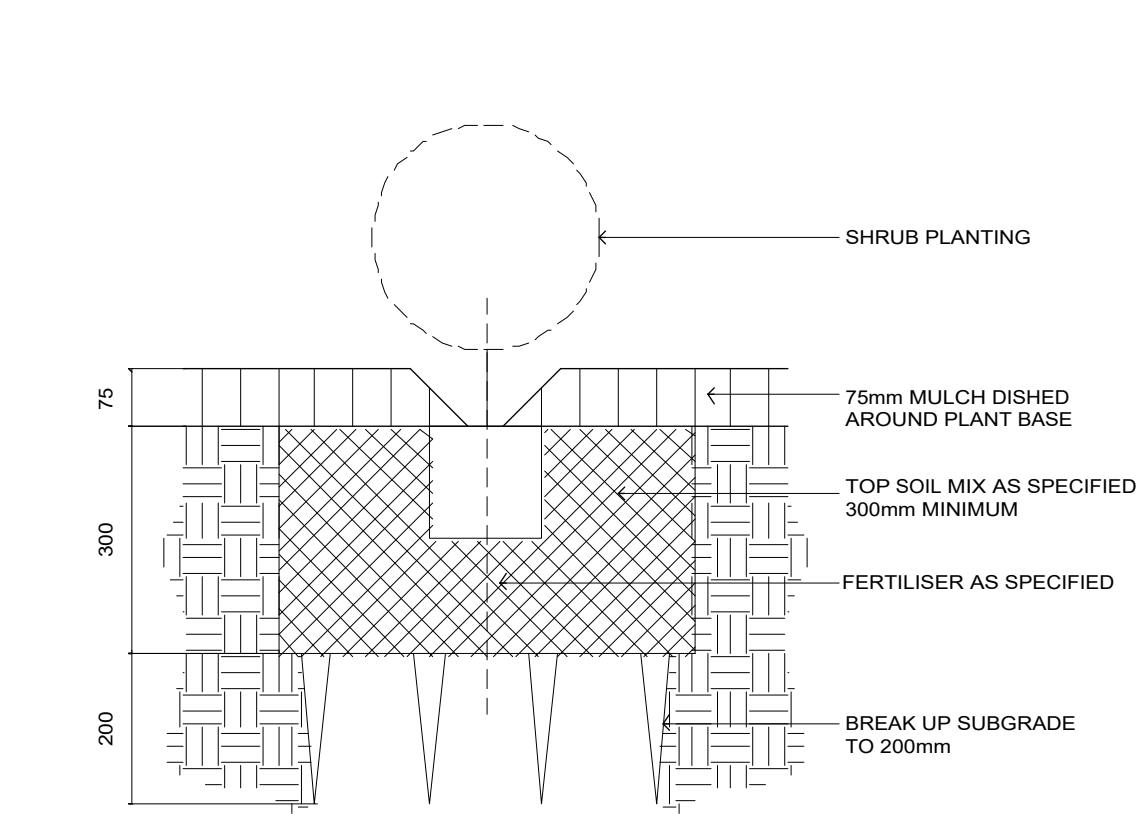 SHRUB PLANTING
75
75mm MULCH DISHED
AROUND PLANT BASE
TOP SOIL MIX AS SPECIFIED
300mm MINIMUM
300
FERTILISER AS SPECIFIED
200
BREAK UP SUBGRADE
TO 200mm